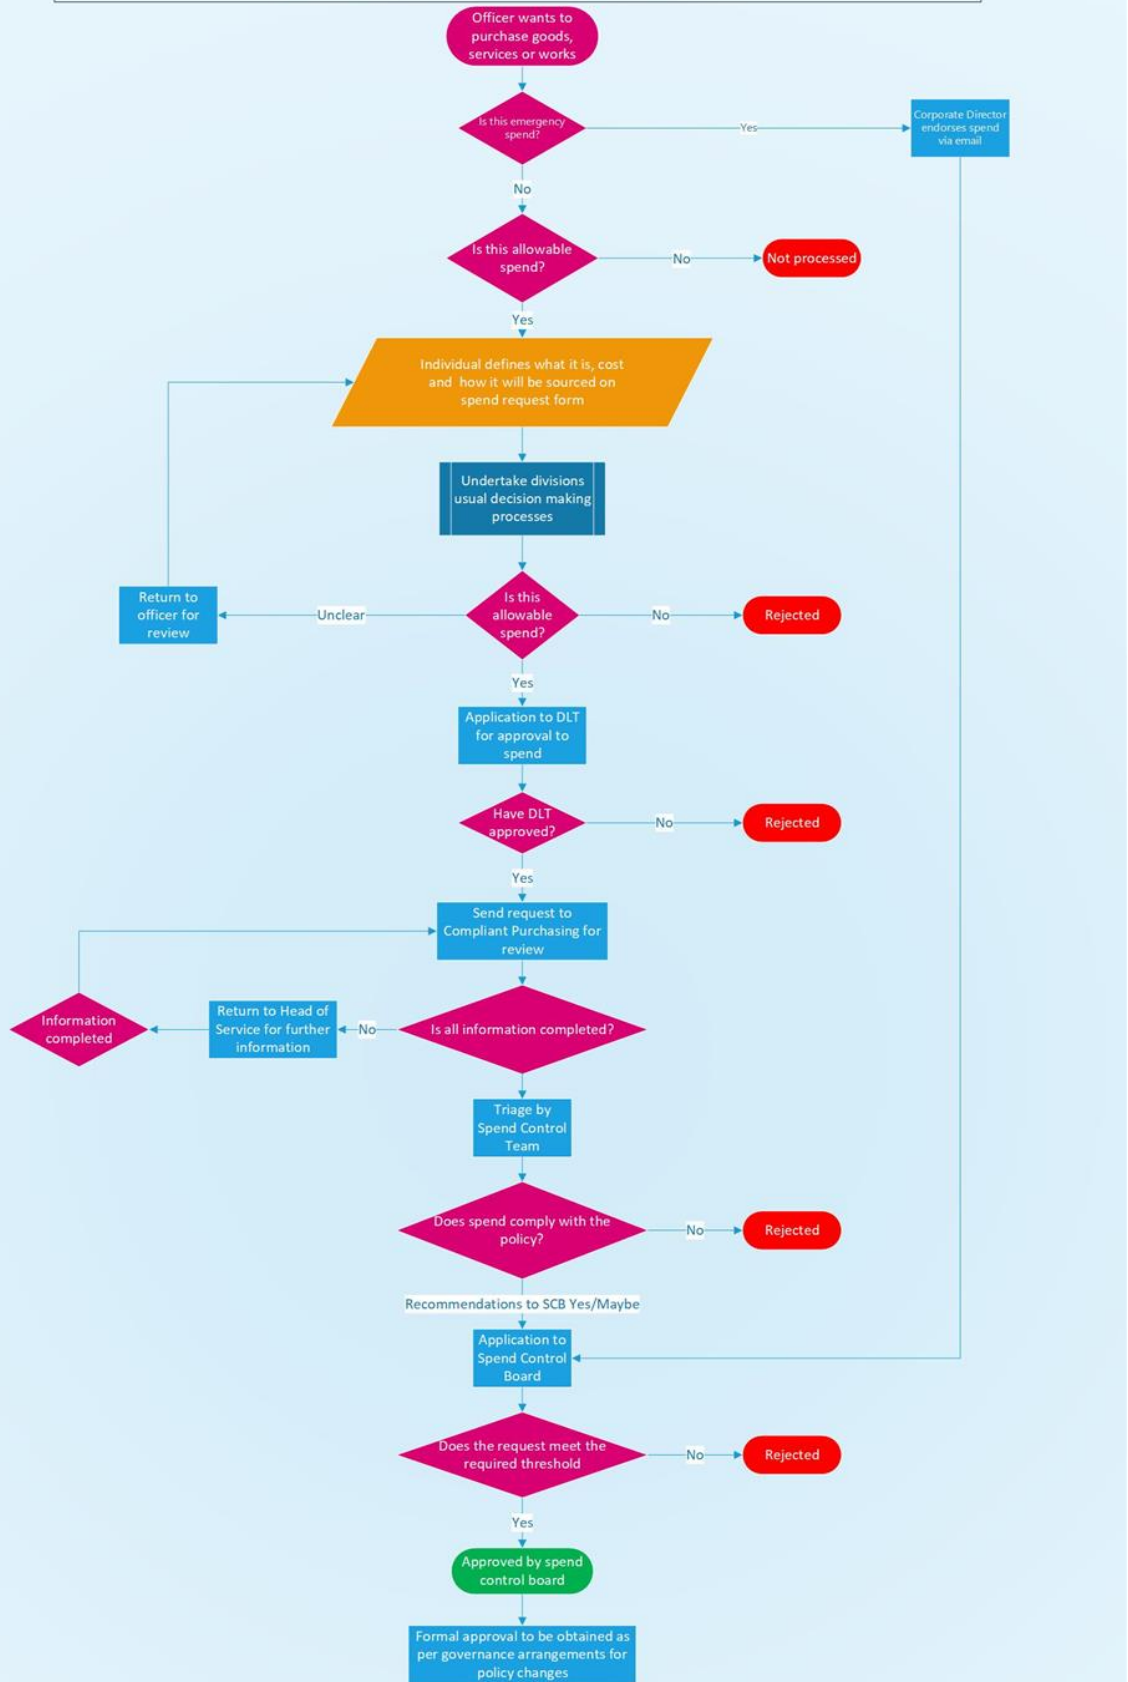 Officer wants to
purchase goods,
services or works
Is this emergency
spend?
Yes
Corporate Director
endorses spend
via email
No
Is this allowable
spend?
No
Not processed
Yes
Individual defines what it is, cost
and how it will be sourced on
spend request form
Undertake divisions
usual decision making
processes
Return to
officer for
review
Unclear
Is this
allowable
spend?
No
Rejected
Yes
Application to DLT
for approval to
spend
Have DLT
approved?
No
Rejected
Yes
Send request to
Compliant Purchasing for
review
Information
completed
Return to Head of
Service for further
information
No
Is all information completed?
Triage by
Spend Control
Team
Does spend comply with the
policy?
No
Rejected
Recommendations to SCB Yes/Maybe
Application to
Spend Control
Board
Does the request meet the
required threshold
No
Rejected
Yes
Approved by spend
control board
Formal approval to be obtained as
per governance arrangements for
policy changes